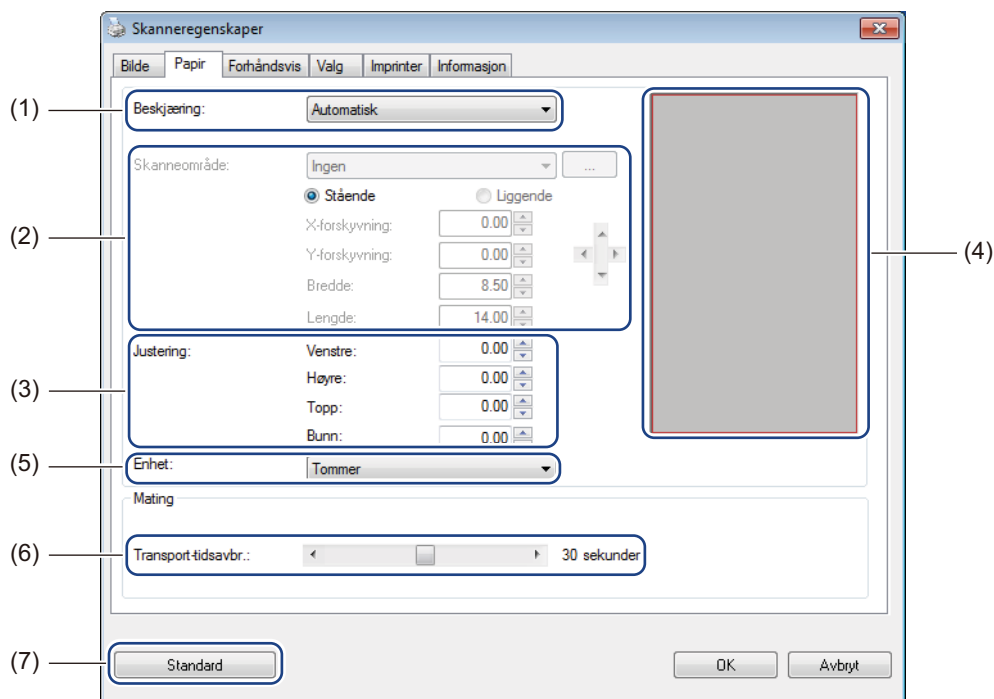 Skanneregenskaper
Bilde Papir Forhåndsvis Valg Imprinter Informasjon
(1) Beskjæring: Automatisk
(2) Skanneområde: Ingen ...
Stående Liggende
X-forskyvning: 0.00
Y-forskyvning: 0.00
Bredde: 8.50
Lengde: 14.00
(3) Justering: Venstre: 0.00
Høyre: 0.00
Topp: 0.00
Bunn: 0.00
(4)
(5) Enhet: Tommer
Mating
(6) Transport-tidsavbr.: 30 sekunder
(7) Standard OK Avbryt